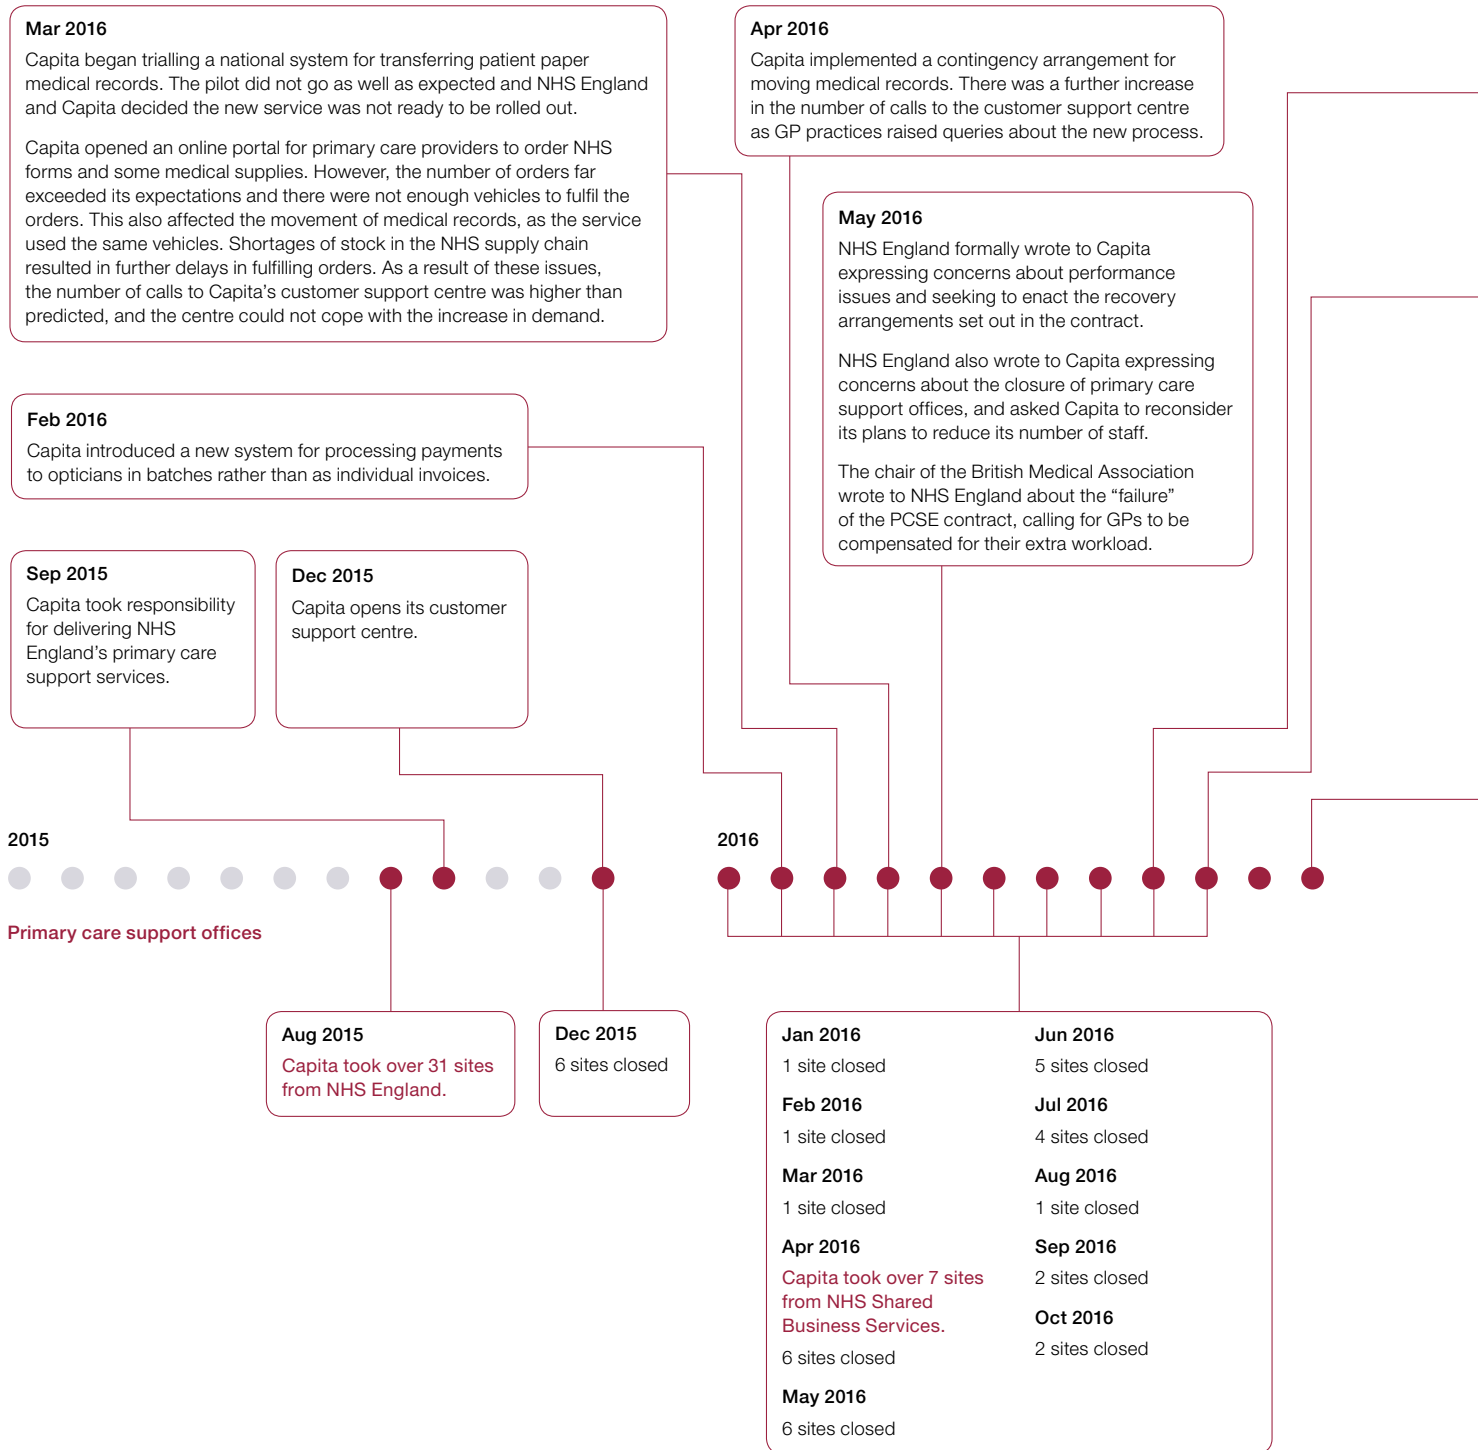 Mar 2016
Capita began trialling a national system for transferring patient paper
medical records. The pilot did not go as well as expected and NHS England
and Capita decided the new service was not ready to be rolled out.
Capita opened an online portal for primary care providers to order NHS
forms and some medical supplies. However, the number of orders far
exceeded its expectations and there were not enough vehicles to fulfil the
orders. This also affected the movement of medical records, as the service
used the same vehicles. Shortages of stock in the NHS supply chain
resulted in further delays in fulfilling orders. As a result of these issues,
the number of calls to Capita's customer support centre was higher than
predicted, and the centre could not cope with the increase in demand.
Apr 2016
Capita implemented a contingency arrangement for
moving medical records. There was a further increase
in the number of calls to the customer support centre
as GP practices raised queries about the new process.
May 2016
NHS England formally wrote to Capita
expressing concerns about performance
issues and seeking to enact the recovery
arrangements set out in the contract.
NHS England also wrote to Capita expressing
concerns about the closure of primary care
support offices, and asked Capita to reconsider
its plans to reduce its number of staff.
The chair of the British Medical Association
wrote to NHS England about the “failure”
of the PCSE contract, calling for GPs to be
compensated for their extra workload.
Feb 2016
Capita introduced a new system for processing payments
to opticians in batches rather than as individual invoices.
Sep 2015
Capita took responsibility
for delivering NHS
England's primary care
support services.
Dec 2015
Capita opens its customer
support centre.
2015
2016
Primary care support offices
Aug 2015
Capita took over 31 sites
from NHS England.
Dec 2015
6 sites closed
Jan 2016
1 site closed
Feb 2016
1 site closed
Mar 2016
1 site closed
Apr 2016
Capita took over 7 sites
from NHS Shared
Business Services.
6 sites closed
May 2016
6 sites closed
Jun 2016
5 sites closed
Jul 2016
4 sites closed
Aug 2016
1 site closed
Sep 2016
2 sites closed
Oct 2016
2 sites closed